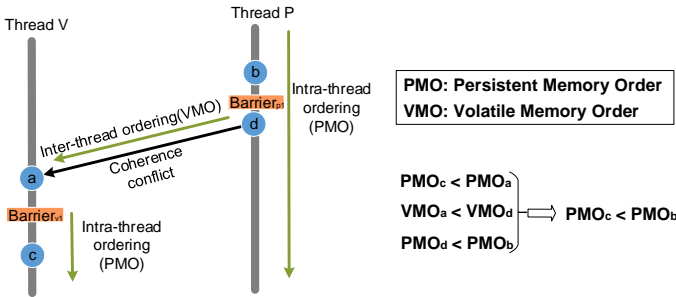 Thread V
Thread P
b
Barrierp1
d
Intra-thread
ordering
(PMO)
Inter-thread ordering(VMO)
Coherence
conflict
a
Barrierv1
c
Intra-thread
ordering
(PMO)
PMO: Persistent Memory Order
VMO: Volatile Memory Order
PMOc < PMOa
VMOa < VMOd
PMOd < PMOb
PMOc < PMOb